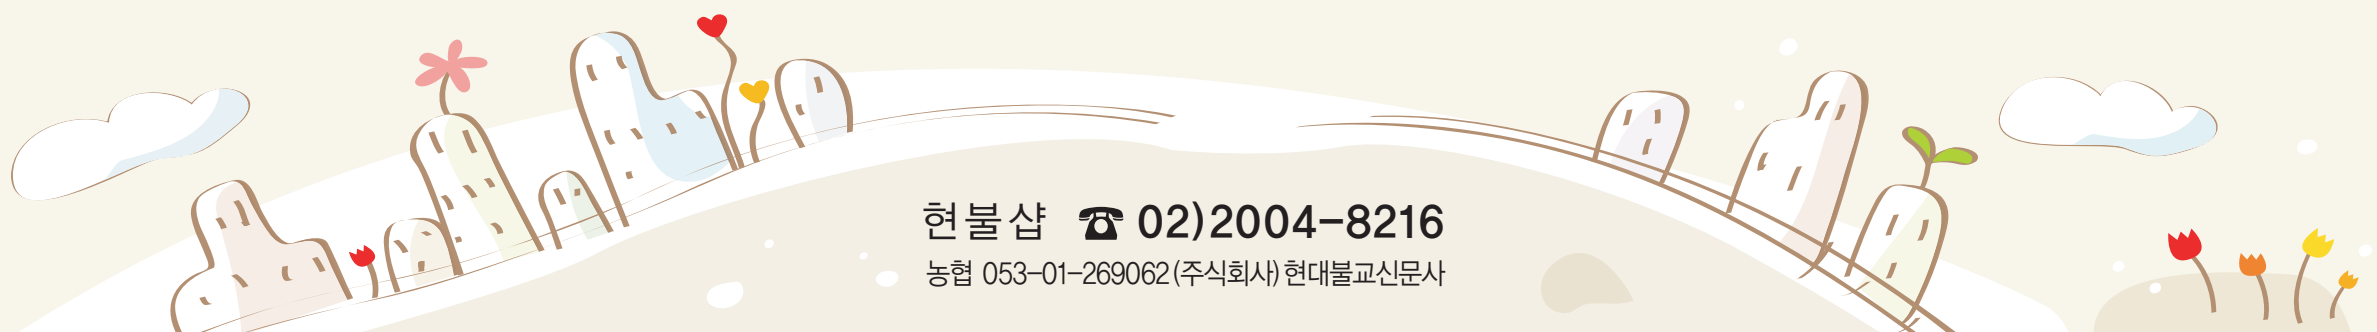 현불샵 ☎ 02)2004-8216
농협 053-01-269062 (주식회사) 현대불교신문사